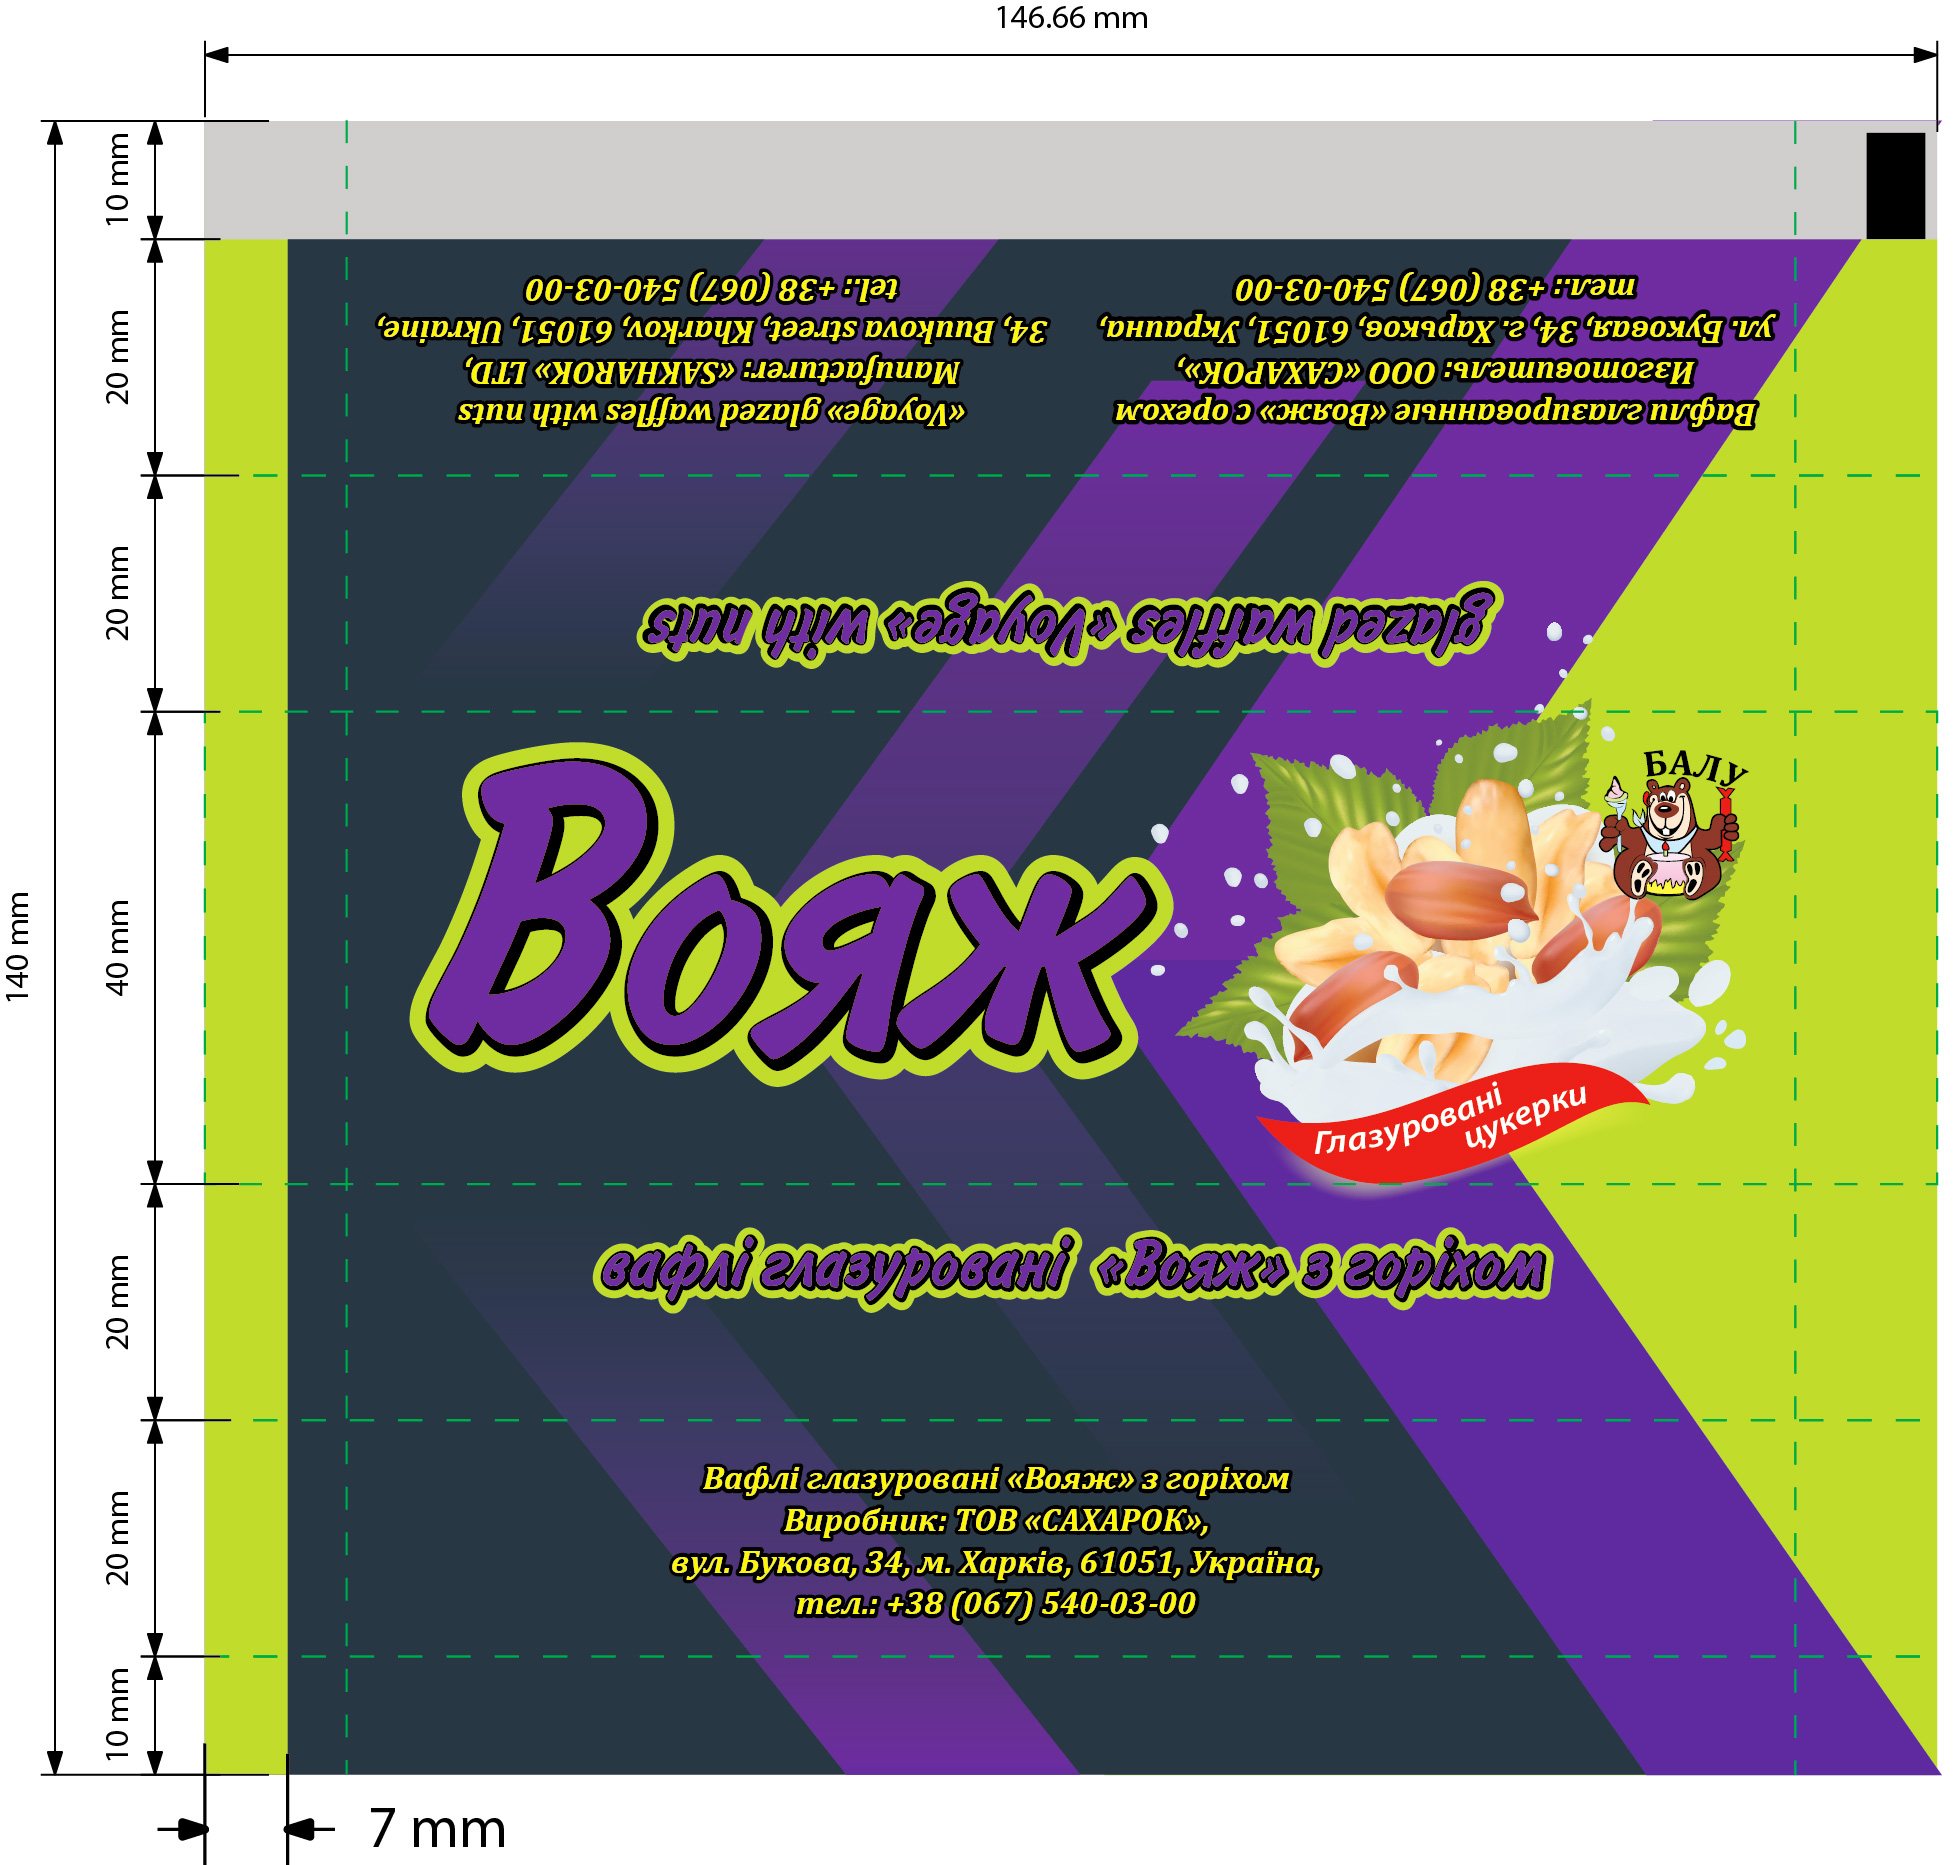 146.66 mm
140 mm
10 mm
20 mm
20 mm
40 mm
20 mm
20 mm
10 mm
7 mm
«Voyage» glazed waffles with nuts
Manufacturer: «SAKHAROK» LTD,
34, Buukova street, Kharkov, 61051, Ukraine,
tel.: +38 (067) 540-03-00
Вафли глазированные «Вояж» с орехом
Изготовитель: ООО «САХАРОК»,
ул. Буковая, 34, г. Харьков, 61051, Украина,
тел.: +38 (067) 540-03-00
glazed waffles «Voyage» with nuts
Вояж
БАЛУ
Глазуровані
цукерки
вафлі глазуровані «Вояж» з горіхом
Вафлі глазуровані «Вояж» з горіхом
Виробник: ТОВ «САХАРОК»,
вул. Букова, 34, м. Харків, 61051, Україна,
тел.: +38 (067) 540-03-00